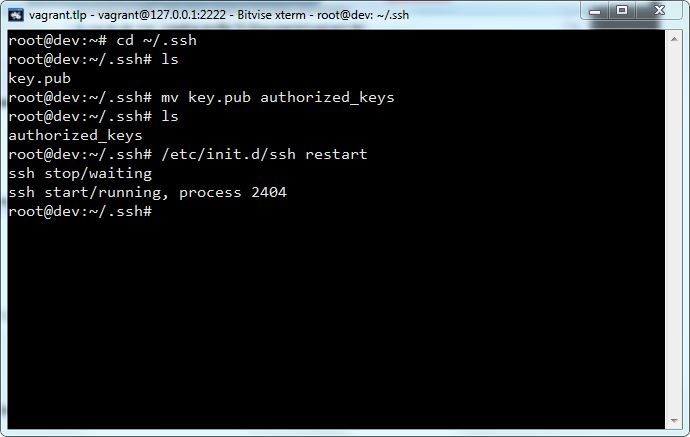 vagrant.tlp - vagrant@127.0.0.1:2222 - Bitvise xterm - root@dev: ~/.ssh
root@dev:~# cd ~/.ssh
root@dev:~/.ssh# ls
key.pub
root@dev:~/.ssh# mv key.pub authorized_keys
root@dev:~/.ssh# ls
authorized_keys
root@dev:~/.ssh# /etc/init.d/ssh restart
ssh stop/waiting
ssh start/running, process 2404
root@dev:~/.ssh#